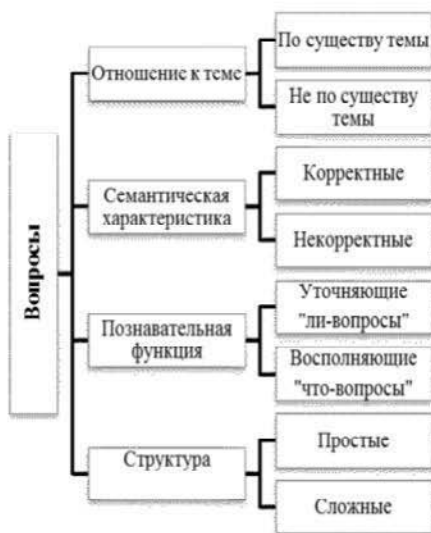 Вопросы
Отношение к теме
По существу темы
Не по существу
темы
Семантическая
характеристика
Корректные
Некорректные
Познавательная
функция
Уточняющие
"ли-вопросы"
Восполняющие
"что-вопросы"
Структура
Простые
Сложные